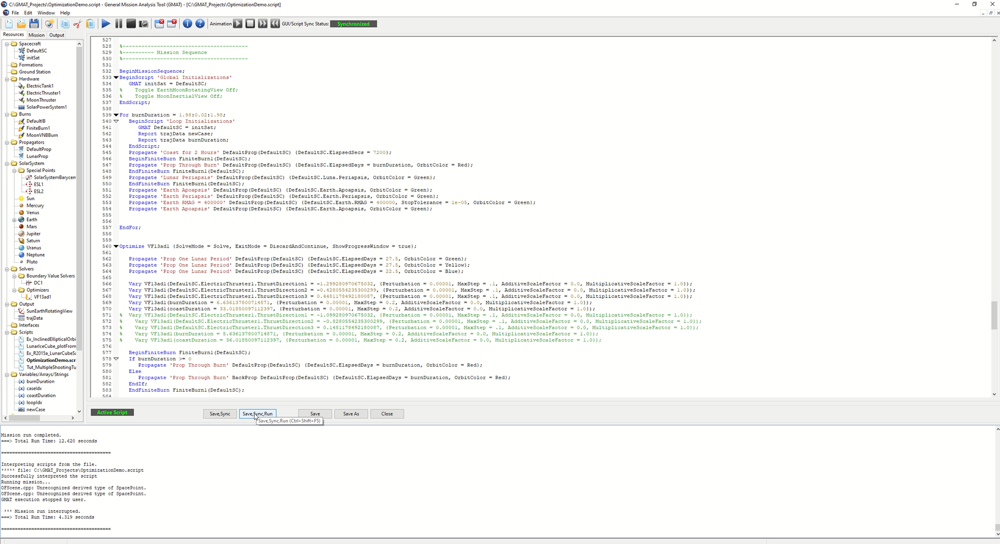 C:\GMAT_Projects\OptimizationDemo.script - General Mission Analysis Tool (GMAT) - [C:\GMAT_Projects\OptimizationDemo.script]
File Edit Window Help
Animation GUI/Script Sync Status: Synchronized
Resources Mission Output
Spacecraft
DefaultSC
initSat
Formations
Ground Station
Hardware
ElectricTank1
ElectricThruster1
MoonThruster
SolarPowerSystem1
Burns
DefaultIB
FiniteBurn1
MoonVNBBurn
Propagators
DefaultProp
LunarProp
SolarSystem
Special Points
SolarSystemBarycen
ESL1
ESL2
Sun
Mercury
Venus
Earth
Mars
Jupiter
Saturn
Uranus
Neptune
Pluto
Solvers
Boundary Value Solvers
DC1
Optimizers
VF13ad1
Output
SunEarthRotatingView
trajData
Interfaces
Scripts
Ex_InclinedEllipticalOrbi
LunarIceCube_plotFrom
Ex_R2015a_LunarCubeSa
OptimizationDemo.scr
Tut_MultipleShootingTu
Variables/Arrays/Strings
burnDuration
caseIdx
coastDuration
loopIdx
newCase
527
528 %----------------------------------------
529 %---------- Mission Sequence
530 %----------------------------------------
531
532 BeginMissionSequence;
533 BeginScript 'Global Initializations'
534 GMAT initSat = DefaultSC;
535 % Toggle EarthMoonRotatingView Off;
536 % Toggle MoonInertialView Off;
537 EndScript;
538
539 For burnDuration = 1.98:0.02:1.98;
540 BeginScript 'Loop Initializations'
541 GMAT DefaultSC = initSat;
542 Report trajData newCase;
543 Report trajData burnDuration;
544 EndScript;
545 Propagate 'Coast for 2 Hours' DefaultProp(DefaultSC) {DefaultSC.ElapsedSecs = 7200};
546 BeginFiniteBurn FiniteBurn1(DefaultSC);
547 Propagate 'Prop Through Burn' DefaultProp(DefaultSC) {DefaultSC.ElapsedDays = burnDuration, OrbitColor = Red};
548 EndFiniteBurn FiniteBurn1(DefaultSC);
549 Propagate 'Lunar Periapsis' DefaultProp(DefaultSC) {DefaultSC.Luna.Periapsis, OrbitColor = Green};
550 EndFiniteBurn FiniteBurn1(DefaultSC);
551 Propagate 'Earth Apoapsis' DefaultProp(DefaultSC) {DefaultSC.Earth.Apoapsis, OrbitColor = Green};
552 Propagate 'Earth Periapsis' DefaultProp(DefaultSC) {DefaultSC.Earth.Periapsis, OrbitColor = Green};
553 Propagate 'Earth RMAG = 400000' DefaultProp(DefaultSC) {DefaultSC.Earth.RMAG = 400000, StopTolerance = 1e-05, OrbitColor = Green};
554 Propagate 'Earth Apoapsis' DefaultProp(DefaultSC) {DefaultSC.Earth.Apoapsis, OrbitColor = Green};
555
556
557 EndFor;
558
559
560 Optimize VF13ad1 {SolveMode = Solve, ExitMode = DiscardAndContinue, ShowProgressWindow = true};
561
562 Propagate 'Prop One Lunar Period' DefaultProp(DefaultSC) {DefaultSC.ElapsedDays = 27.5, OrbitColor = Green};
563 Propagate 'Prop One Lunar Period' DefaultProp(DefaultSC) {DefaultSC.ElapsedDays = 27.5, OrbitColor = Yellow};
564 Propagate 'Prop One Lunar Period' DefaultProp(DefaultSC) {DefaultSC.ElapsedDays = 22.5, OrbitColor = Blue};
565
566 Vary VF13ad1(DefaultSC.ElectricThruster1.ThrustDirection1 = -1.299280970675032, {Perturbation = 0.00001, MaxStep = .1, AdditiveScaleFactor = 0.0, MultiplicativeScaleFactor = 1.0});
567 Vary VF13ad1(DefaultSC.ElectricThruster1.ThrustDirection2 = -0.4280554235300299, {Perturbation = 0.00001, MaxStep = .1, AdditiveScaleFactor = 0.0, MultiplicativeScaleFactor = 1.0});
568 Vary VF13ad1(DefaultSC.ElectricThruster1.ThrustDirection3 = 0.4481178492180087, {Perturbation = 0.00001, MaxStep = .1, AdditiveScaleFactor = 0.0, MultiplicativeScaleFactor = 1.0});
569 Vary VF13ad1(burnDuration = 6.636137800714871, {Perturbation = 0.00001, MaxStep = 0.2, AdditiveScaleFactor = 0.0, MultiplicativeScaleFactor = 1.0});
570 Vary VF13ad1(coastDuration = 33.01850097112397, {Perturbation = 0.00001, MaxStep = 0.2, AdditiveScaleFactor = 0.0, MultiplicativeScaleFactor = 1.0});
571 % Vary VF13ad1(DefaultSC.ElectricThruster1.ThrustDirection1 = -1.099280970675032, {Perturbation = 0.00001, MaxStep = .1, AdditiveScaleFactor = 0.0, MultiplicativeScaleFactor = 1.0});
572 % Vary VF13ad1(DefaultSC.ElectricThruster1.ThrustDirection2 = -0.8280554235300299, {Perturbation = 0.00001, MaxStep = .1, AdditiveScaleFactor = 0.0, MultiplicativeScaleFactor = 1.0});
573 % Vary VF13ad1(DefaultSC.ElectricThruster1.ThrustDirection3 = 0.1481178492180087, {Perturbation = 0.00001, MaxStep = .1, AdditiveScaleFactor = 0.0, MultiplicativeScaleFactor = 1.0});
574 % Vary VF13ad1(burnDuration = 5.636137800714871, {Perturbation = 0.00001, MaxStep = 0.2, AdditiveScaleFactor = 0.0, MultiplicativeScaleFactor = 1.0});
575 % Vary VF13ad1(coastDuration = 36.01850097112397, {Perturbation = 0.00001, MaxStep = 0.2, AdditiveScaleFactor = 0.0, MultiplicativeScaleFactor = 1.0});
576
577 BeginFiniteBurn FiniteBurn1(DefaultSC);
578 If burnDuration >= 0
579 Propagate 'Prop Through Burn' DefaultProp(DefaultSC) {DefaultSC.ElapsedDays = burnDuration, OrbitColor = Red};
580 Else
581 Propagate 'Prop Through Burn' BackProp DefaultProp(DefaultSC) {DefaultSC.ElapsedDays = burnDuration, OrbitColor = Red};
582 EndIf;
583 EndFiniteBurn FiniteBurn1(DefaultSC);
584
Active Script Save,Sync Save,Sync,Run Save Save As Close
Save,Sync,Run (Ctrl+Shift+F5)
Mission run completed.
===> Total Run Time: 12.620 seconds
========================================
Interpreting scripts from the file.
***** file: C:\GMAT_Projects\OptimizationDemo.script
Successfully interpreted the script
Running mission...
OFScene.cpp: Unrecognized derived type of SpacePoint.
OFScene.cpp: Unrecognized derived type of SpacePoint.
GMAT execution stopped by user.
*** Mission run interrupted.
===> Total Run Time: 4.319 seconds
========================================